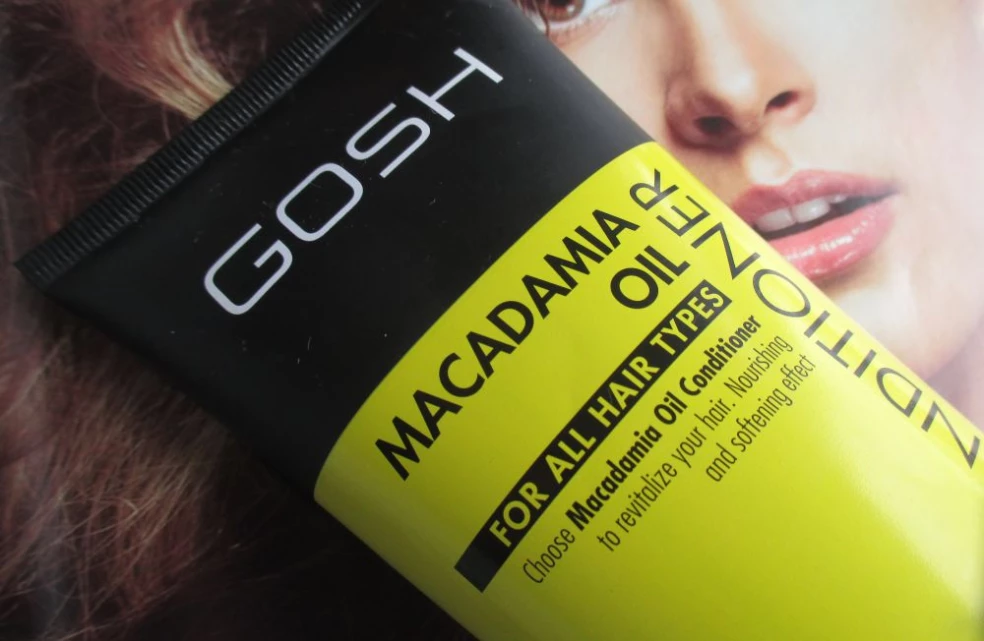 GOSH
MACADAMIA
OIL
FOR ALL HAIR TYPES
Choose Macadamia Oil Conditioner
to revitalize your hair. Nourishing
and softening effect